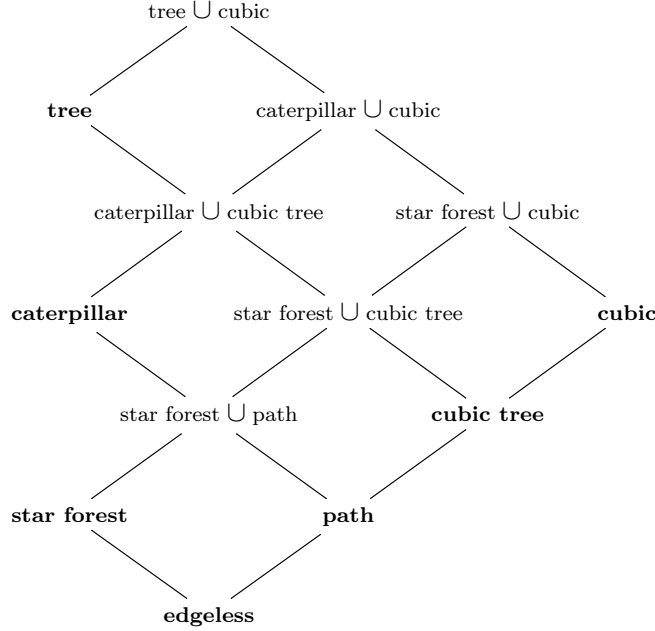 tree ∪ cubic
tree
caterpillar ∪ cubic
caterpillar ∪ cubic tree
star forest ∪ cubic
caterpillar
star forest ∪ cubic tree
cubic
star forest ∪ path
cubic tree
star forest
path
edgeless